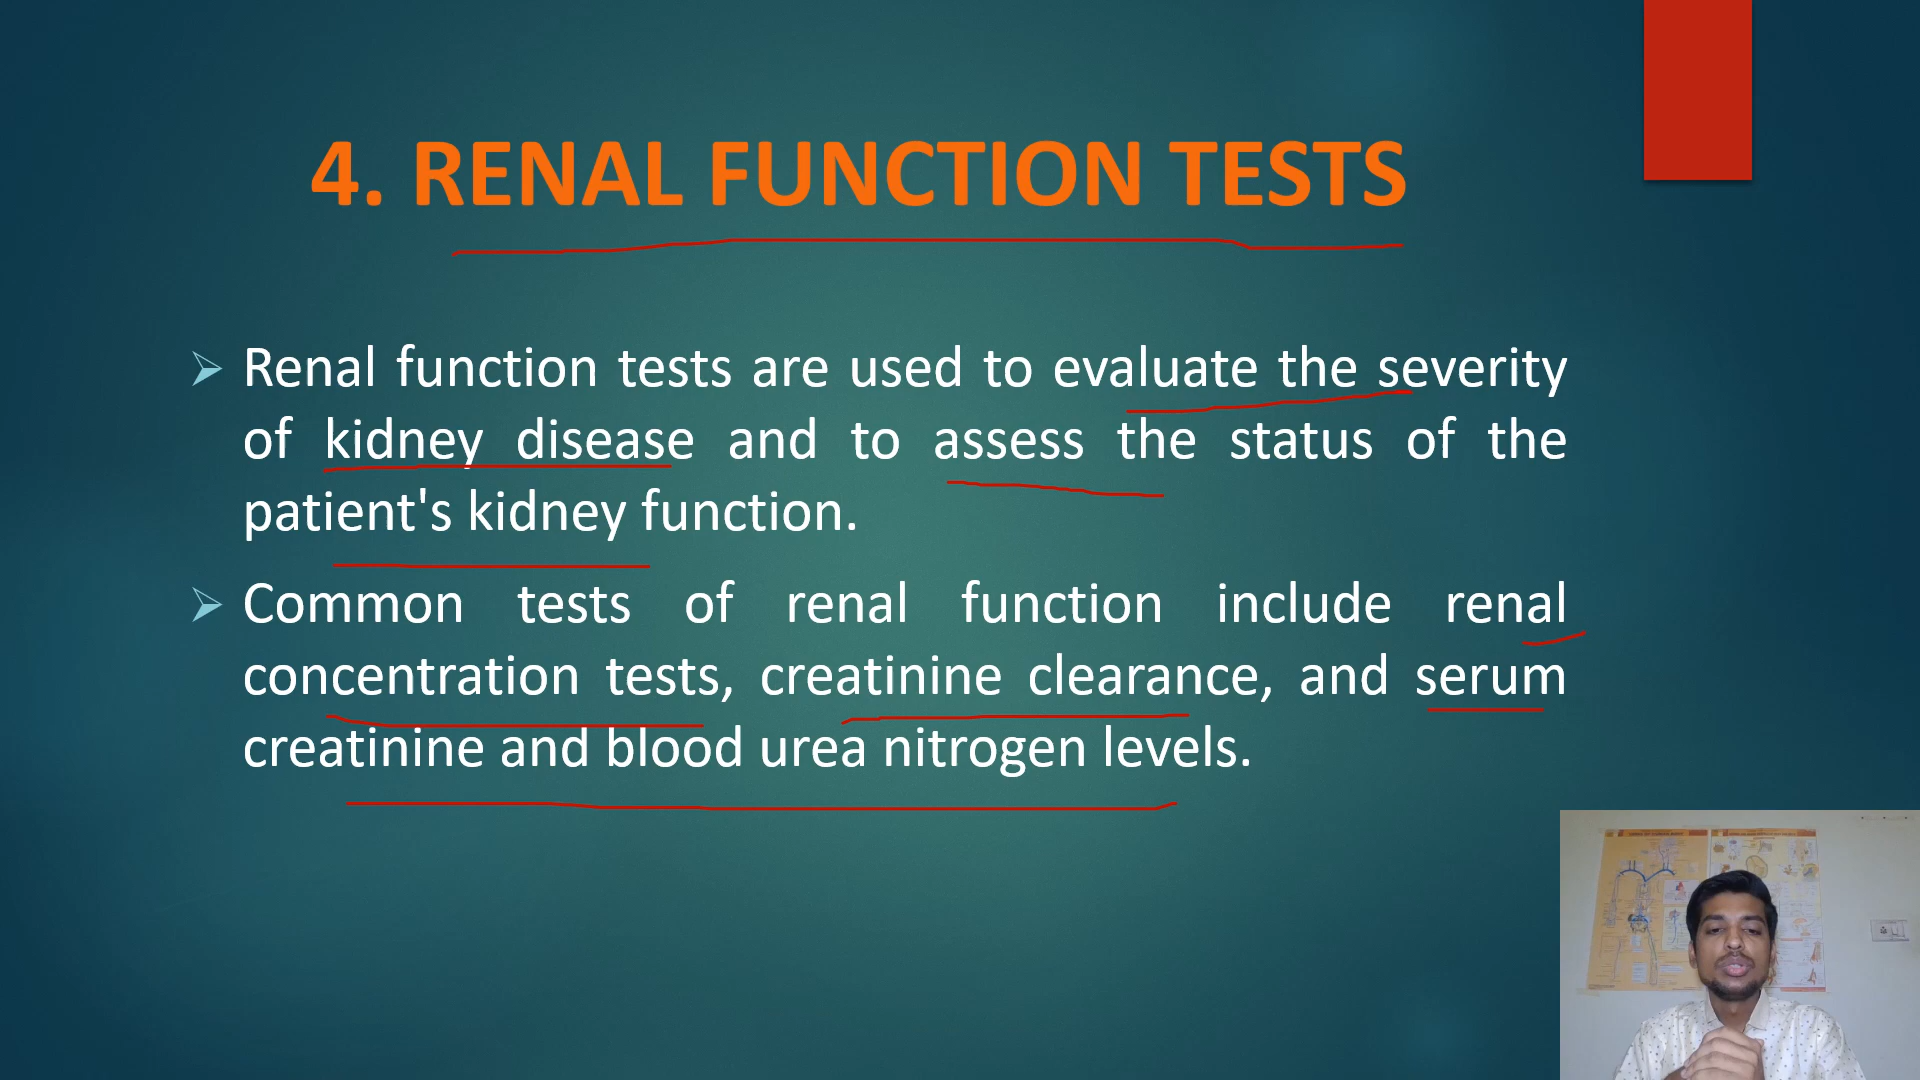 4. RENAL FUNCTION TESTS
Renal function tests are used to evaluate the severity
of kidney disease and to assess the status of the
patient's kidney function.
Common tests of renal function include renal
concentration tests, creatinine clearance, and serum
creatinine and blood urea nitrogen levels.